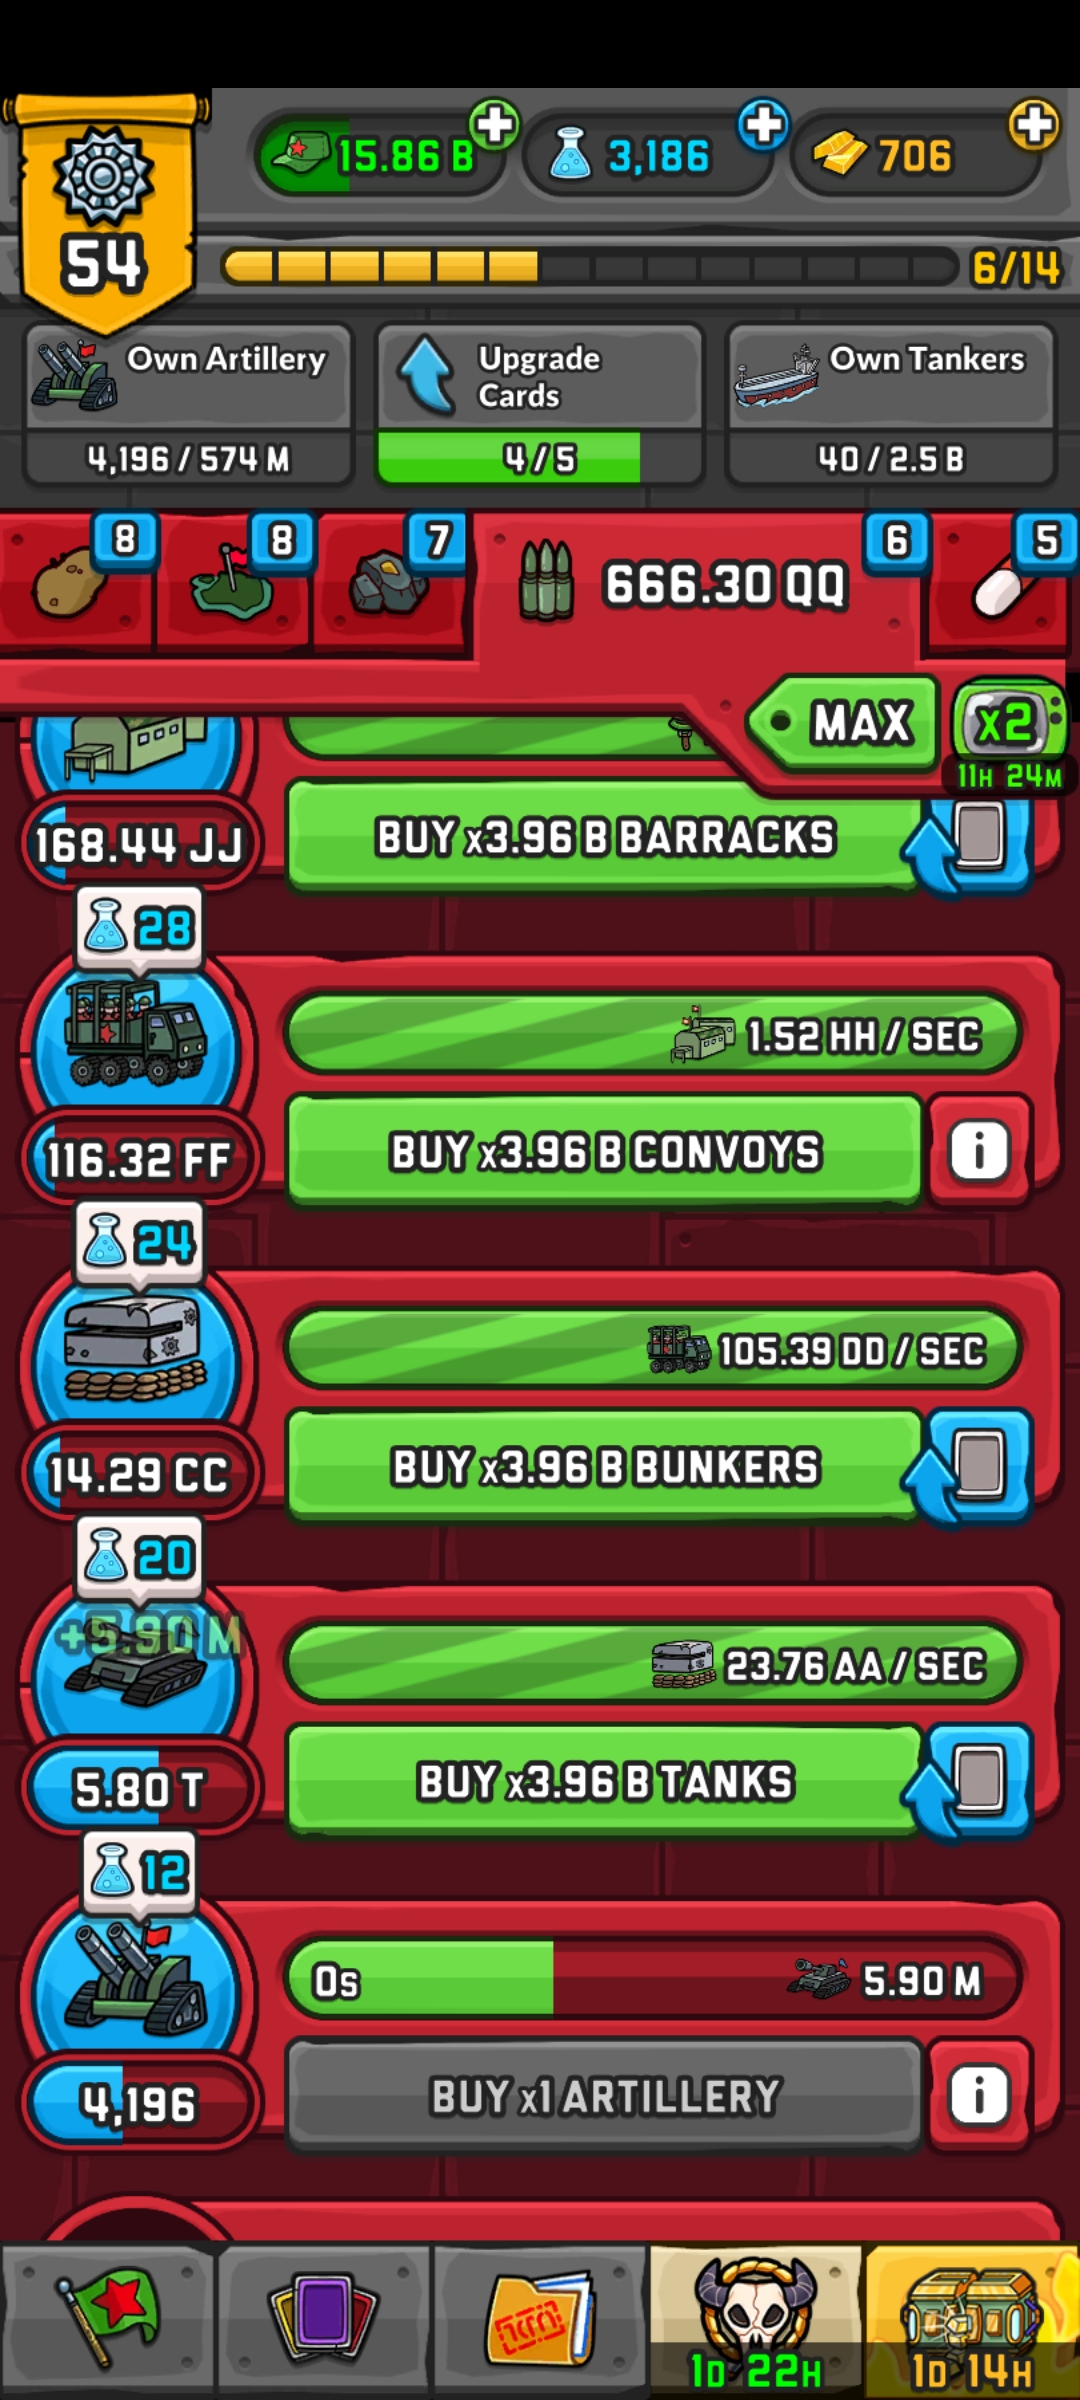 15.86 B
3,186
706
54
6/14
Own Artillery
4,196 / 574 M
Upgrade
Cards
4 / 5
Own Tankers
40 / 2.5 B
8
8
7
666.30 QQ
6
5
MAX
x2
11H 24M
168.44 JJ
BUY x3.96 B BARRACKS
28
1.52 HH / SEC
116.32 FF
BUY x3.96 B CONVOYS
24
105.39 DD / SEC
14.29 CC
BUY x3.96 B BUNKERS
20
+5.90 M
23.76 AA / SEC
5.80 T
BUY x3.96 B TANKS
12
0s
5.90 M
4,196
BUY x1 ARTILLERY
1D 22H
1D 14H